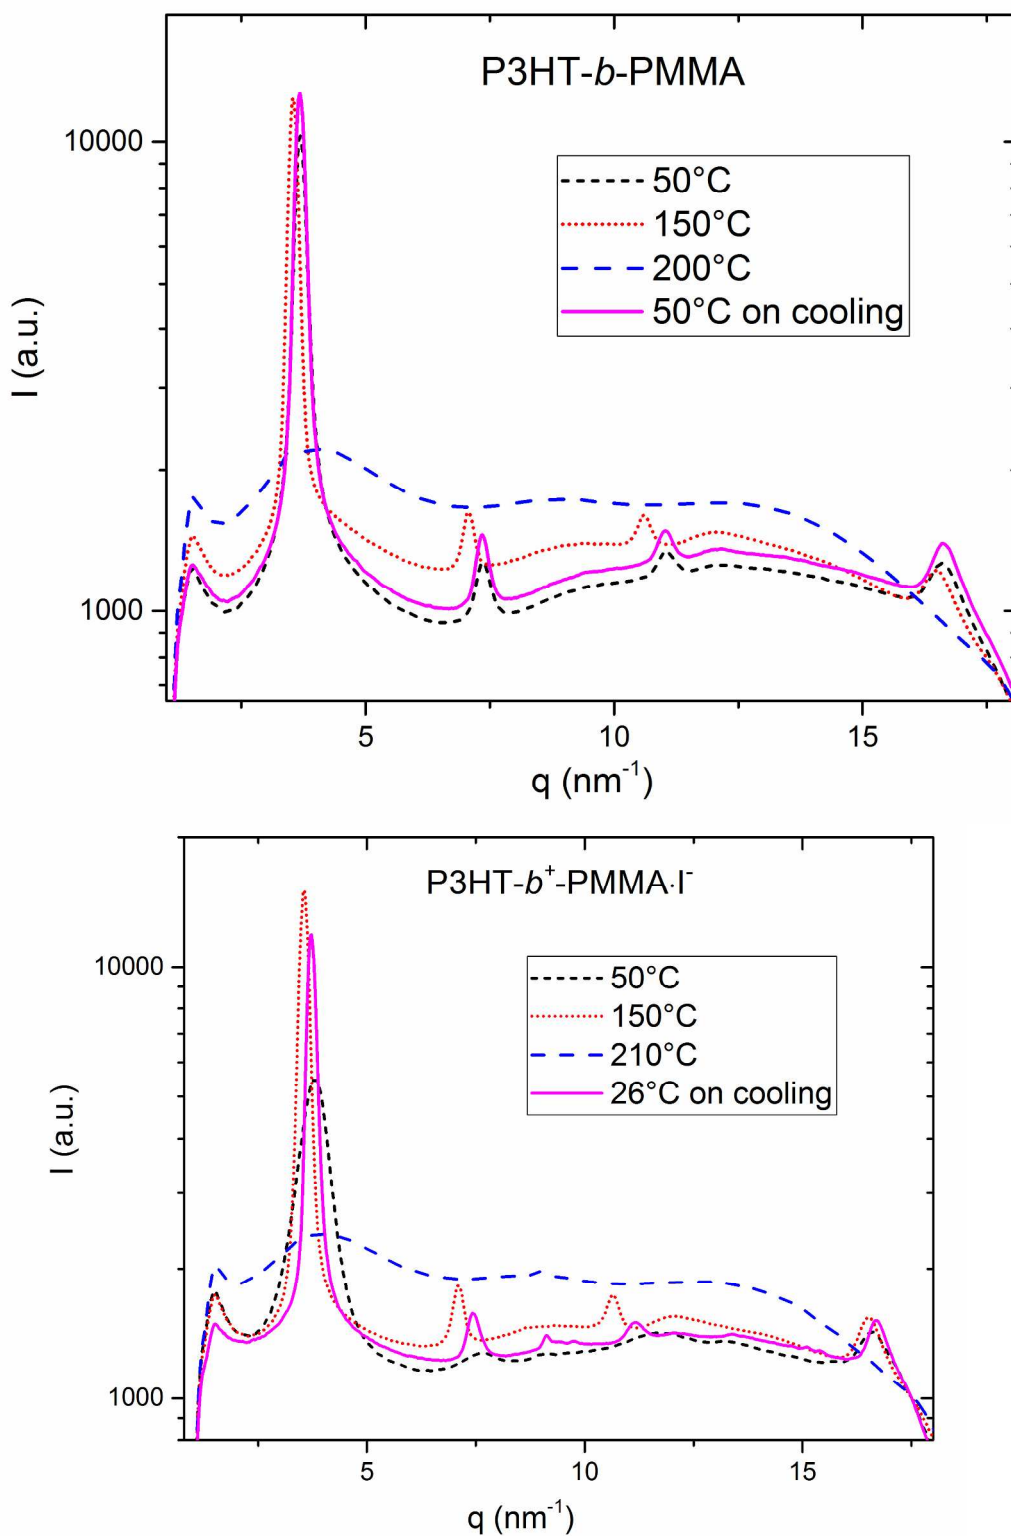 P3HT-b-PMMA
10000
50°C
150°C
200°C
50°C on cooling
I (a.u.)
1000
5
10
15
q (nm⁻¹)
P3HT-b⁺-PMMA·I⁻
10000
50°C
150°C
210°C
26°C on cooling
I (a.u.)
1000
5
10
15
q (nm⁻¹)